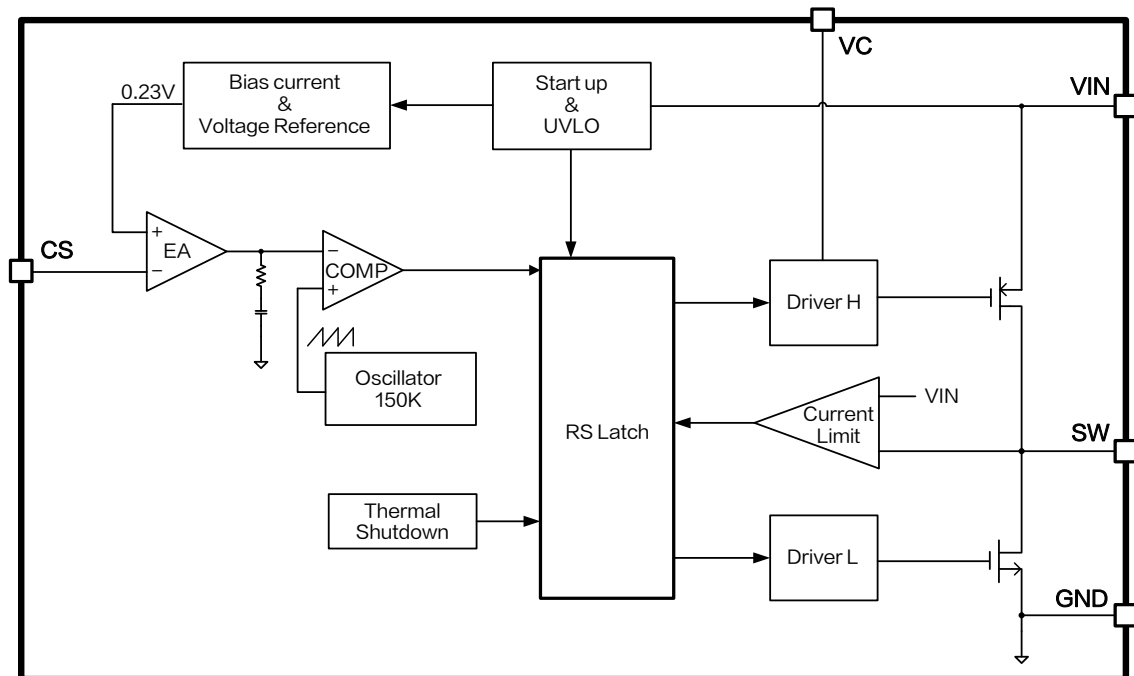 VC
VIN
0.23V
Bias current
&
Voltage Reference
Start up
&
UVLO
CS
+
EA
−
−
COMP
+
Driver H
Oscillator
150K
RS Latch
VIN
Current
Limit
SW
Thermal
Shutdown
Driver L
GND